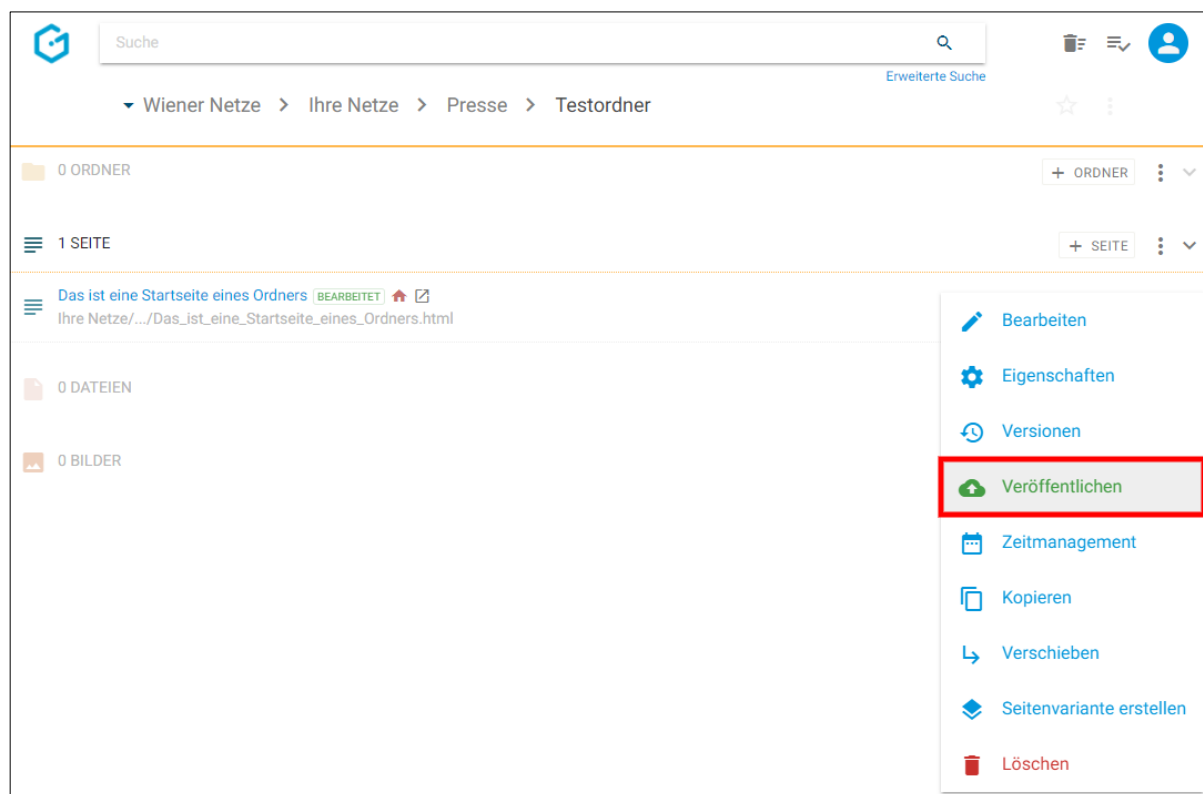 Suche
Erweiterte Suche
Wiener Netze > Ihre Netze > Presse > Testordner
0 ORDNER
+ ORDNER
1 SEITE
+ SEITE
Das ist eine Startseite eines Ordners BEARBEITET
Ihre Netze/.../Das_ist_eine_Startseite_eines_Ordners.html
0 DATEIEN
0 BILDER
Bearbeiten
Eigenschaften
Versionen
Veröffentlichen
Zeitmanagement
Kopieren
Verschieben
Seitenvariante erstellen
Löschen